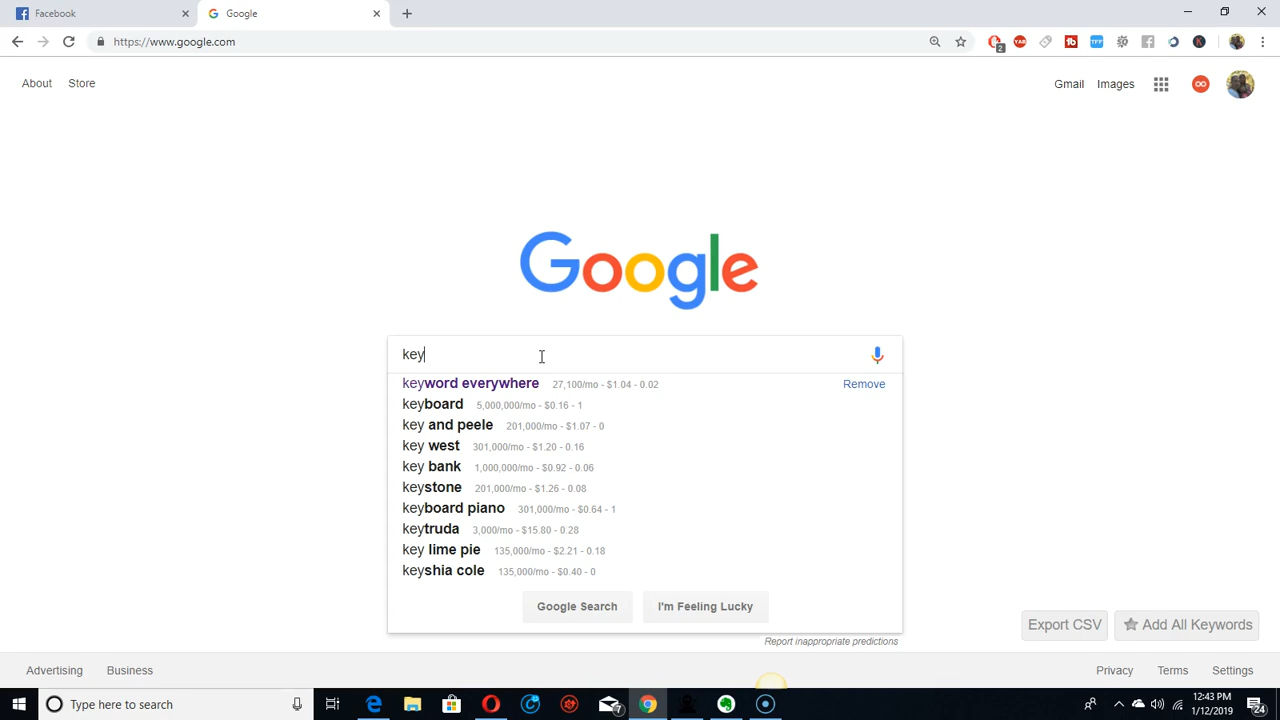 Facebook
Google
https://www.google.com
2
YAB
TFP
About
Store
Gmail
Images
Google
key
keyword everywhere 27,100/mo - $1.04 - 0.02
Remove
keyboard 5,000,000/mo - $0.16 - 1
key and peele 201,000/mo - $1.07 - 0
key west 301,000/mo - $1.20 - 0.16
key bank 1,000,000/mo - $0.92 - 0.06
keystone 201,000/mo - $1.26 - 0.08
keyboard piano 301,000/mo - $0.64 - 1
keytruda 3,000/mo - $15.80 - 0.28
key lime pie 135,000/mo - $2.21 - 0.18
keyshia cole 135,000/mo - $0.40 - 0
Google Search
I'm Feeling Lucky
Export CSV
Add All Keywords
Report inappropriate predictions
Advertising
Business
Privacy
Terms
Settings
Type here to search
7
12:43 PM
1/12/2019
24